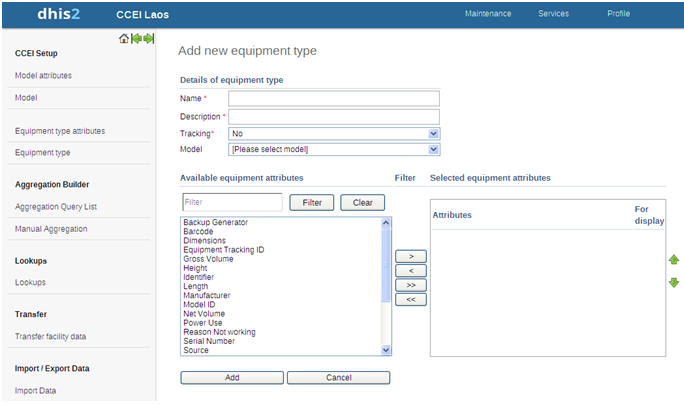 dhis2 CCEI Laos Maintenance Services Profile
CCEI Setup
Model attributes
Model
Equipment type attributes
Equipment type
Aggregation Builder
Aggregation Query List
Manual Aggregation
Lookups
Lookups
Transfer
Transfer facility data
Import / Export Data
Import Data
Add new equipment type
Details of equipment type
Name *
Description *
Tracking* No
Model [Please select model]
Available equipment attributes Filter Selected equipment attributes
Filter Filter Clear
Backup Generator
Barcode
Dimensions
Equipment Tracking ID
Gross Volume
Height
Identifier
Length
Manufacturer
Model ID
Net Volume
Power Use
Reason Not working
Serial Number
Source
>
<
>>
<<
Attributes For display
Add Cancel